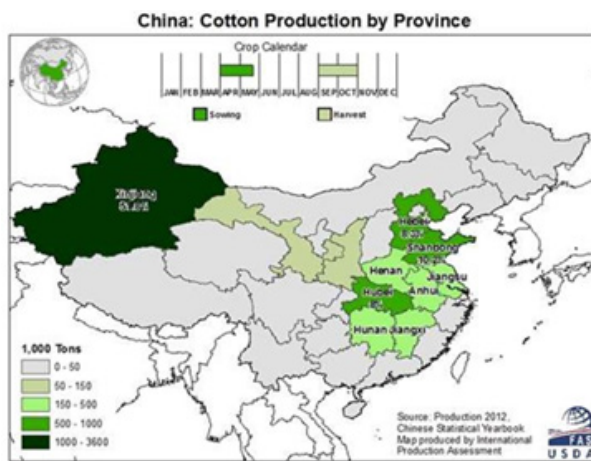 China: Cotton Production by Province
Crop Calendar
JAN FEB MAR APR MAY JUN JUL AUG SEP OCT NOV DEC
Sowing
Harvest
Xinjiang
Hebei
Shandong
Henan
Jiangsu
Anhui
Hubei
Hunan Jiangxi
1,000 Tons
0 - 50
50 - 150
150 - 500
500 - 1000
1000 - 3600
Source: Production 2012,
Chinese Statistical Yearbook
Map produced by International
Production Assessment
FAS
USDA